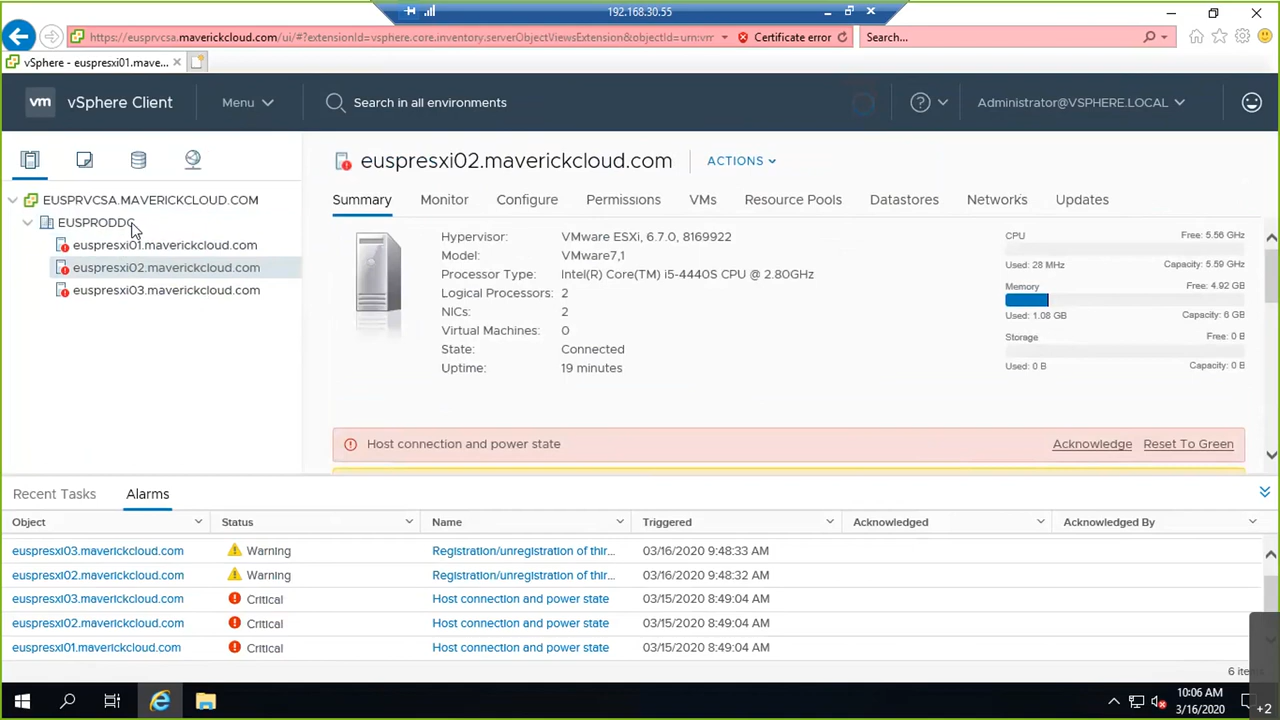 192.168.30.55
https://eusprvcsa.maverickcloud.com/ui/#?extensionId=vsphere.core.inventory.serverObjectViewsExtension&objectId=urn:vm
Certificate error
Search...
vSphere - euspresxi01.mave...
vm
vSphere Client
Menu
Search in all environments
Administrator@VSPHERE.LOCAL
EUSPRVCSA.MAVERICKCLOUD.COM
EUSPRODDC
euspresxi01.maverickcloud.com
euspresxi02.maverickcloud.com
euspresxi03.maverickcloud.com
euspresxi02.maverickcloud.com
ACTIONS
Summary Monitor Configure Permissions VMs Resource Pools Datastores Networks Updates
Hypervisor: VMware ESXi, 6.7.0, 8169922
Model: VMware7,1
Processor Type: Intel(R) Core(TM) i5-4440S CPU @ 2.80GHz
Logical Processors: 2
NICs: 2
Virtual Machines: 0
State: Connected
Uptime: 19 minutes
CPU Free: 5.56 GHz
Used: 28 MHz Capacity: 5.59 GHz
Memory Free: 4.92 GB
Used: 1.08 GB Capacity: 6 GB
Storage Free: 0 B
Used: 0 B Capacity: 0 B
Host connection and power state Acknowledge Reset To Green
Recent Tasks Alarms
Object Status Name Triggered Acknowledged Acknowledged By
euspresxi03.maverickcloud.com Warning Registration/unregistration of thir... 03/16/2020 9:48:33 AM
euspresxi02.maverickcloud.com Warning Registration/unregistration of thir... 03/16/2020 9:48:32 AM
euspresxi03.maverickcloud.com Critical Host connection and power state 03/15/2020 8:49:04 AM
euspresxi02.maverickcloud.com Critical Host connection and power state 03/15/2020 8:49:04 AM
euspresxi01.maverickcloud.com Critical Host connection and power state 03/15/2020 8:49:04 AM
6 ite
10:06 AM
3/16/2020
+2